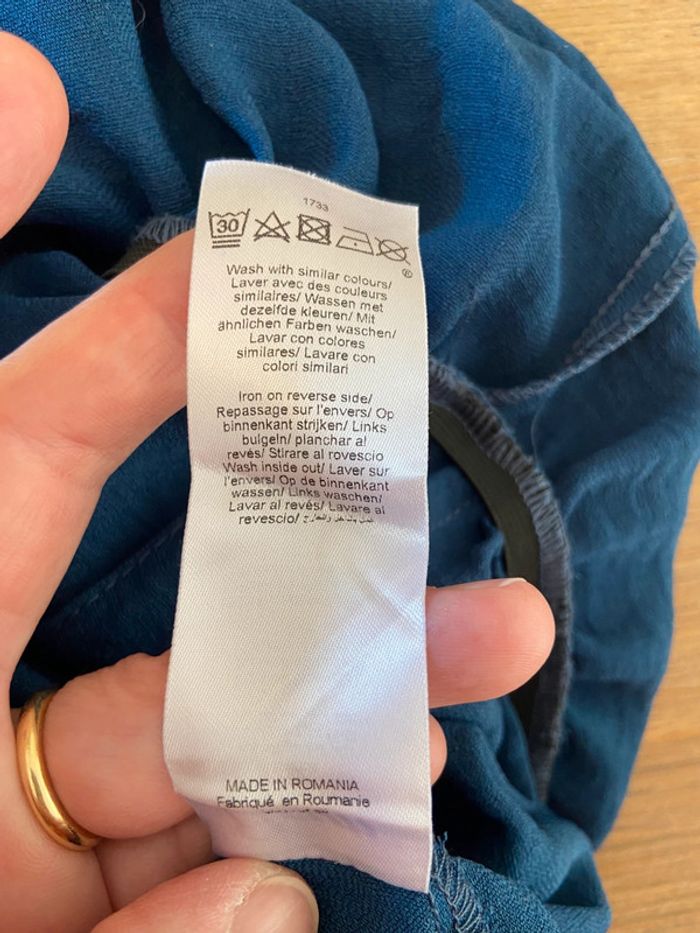 1733
30
®
Wash with similar colours/
Laver avec des couleurs
similaires/ Wassen met
dezelfde kleuren/ Mit
ähnlichen Farben waschen/
Lavar con colores
similares/ Lavare con
colori similari
Iron on reverse side/
Repassage sur l'envers/ Op
binnenkant strijken/ Links
bulgeln/ planchar al
revés/ Stirare al rovescio
Wash inside out/ Laver sur
l'envers/ Op de binnenkant
wassen/ Links waschen/
Lavar al revés/ Lavare al
revescio/
MADE IN ROMANIA
Fabriqué en Roumanie